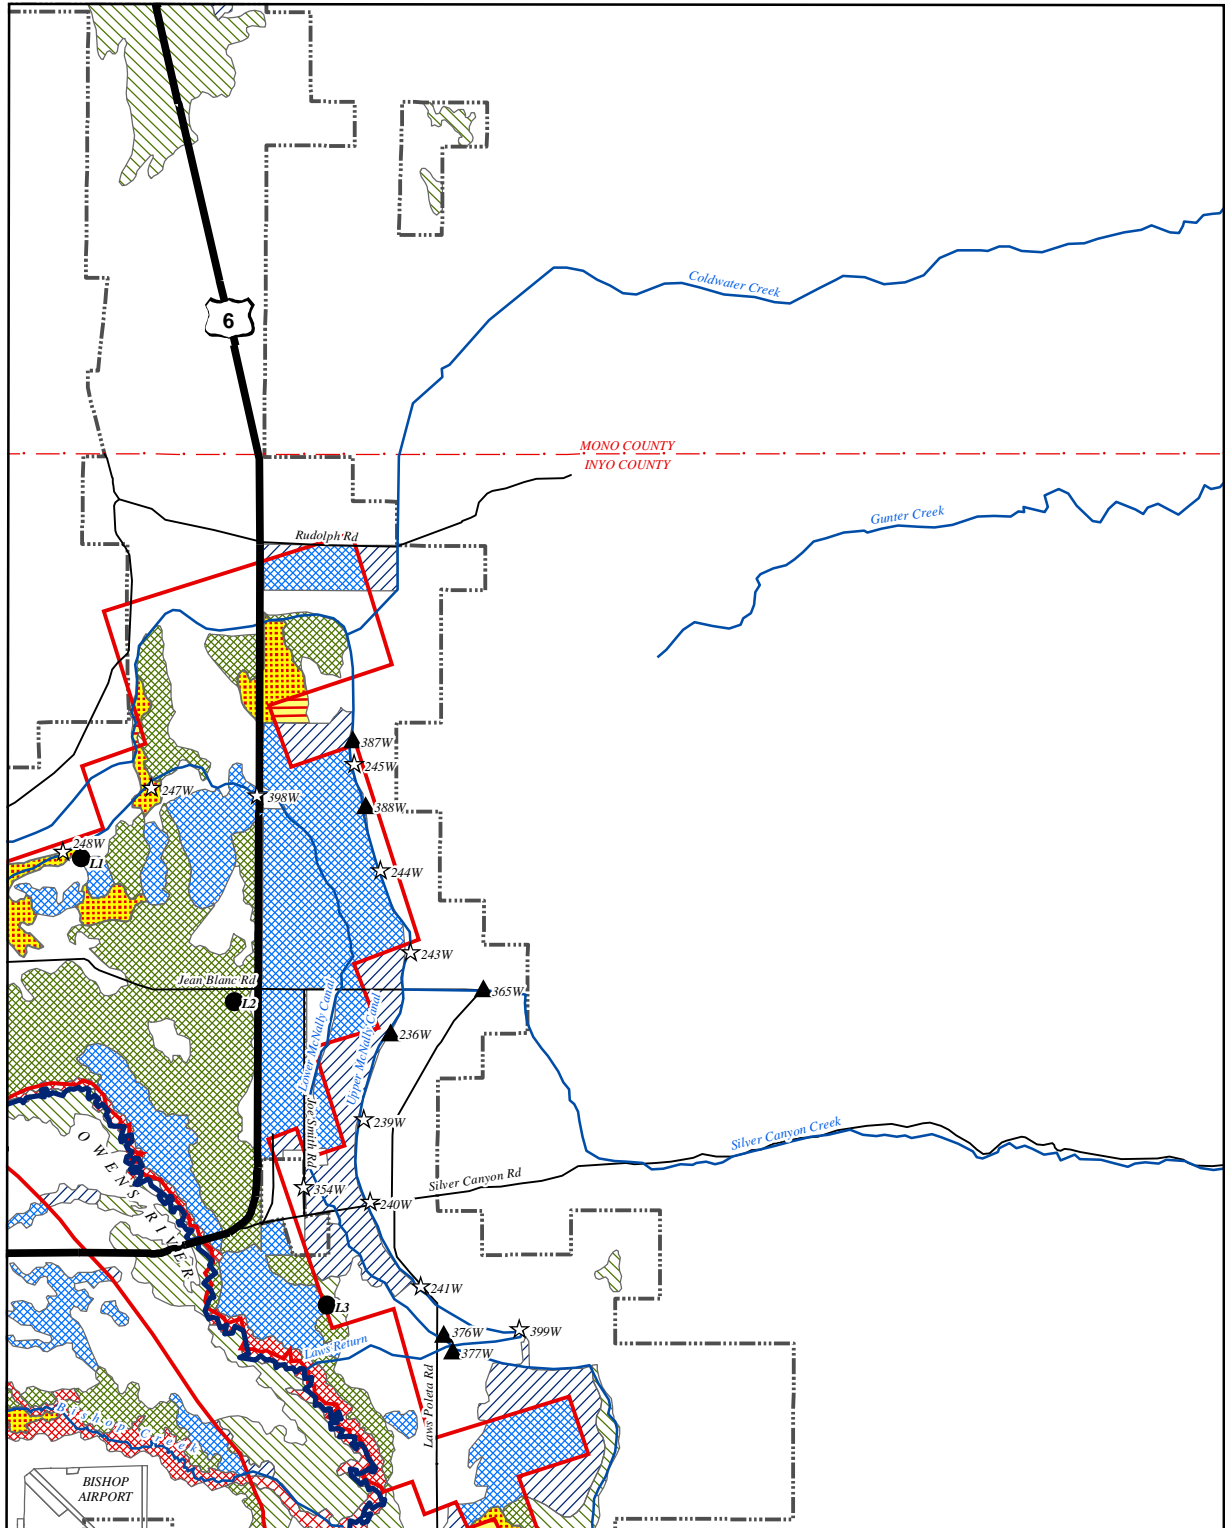 6
Coldwater Creek
MONO COUNTY
INYO COUNTY
Gunter Creek
Rudolph Rd
387W
245W
247W
398W
388W
248W
L1
244W
243W
Jean Blanc Rd
365W
L2
236W
Lower McNally Canal
Upper McNally Canal
Joe Smith Rd
239W
Silver Canyon Creek
OWENS RIVER
Silver Canyon Rd
354W
240W
241W
L3
376W
399W
Laws Return
377W
Laws Poleta Rd
Bishop Creek
BISHOP
AIRPORT